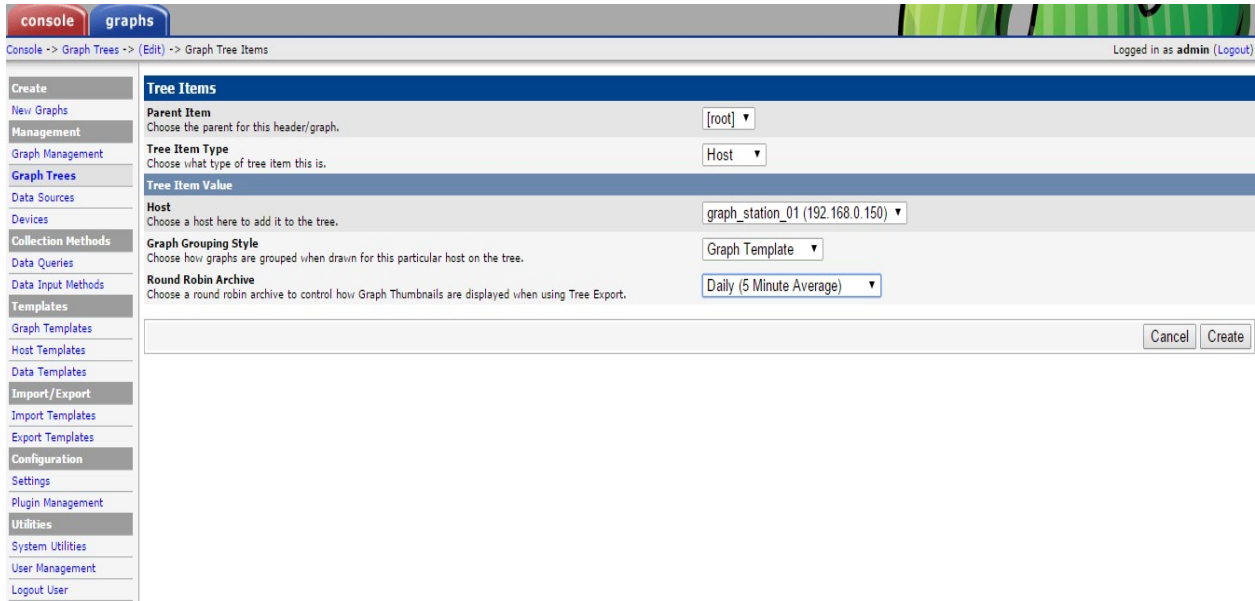 console graphs
Console -> Graph Trees -> (Edit) -> Graph Tree Items
Logged in as admin (Logout)
Create
New Graphs
Management
Graph Management
Graph Trees
Data Sources
Devices
Collection Methods
Data Queries
Data Input Methods
Templates
Graph Templates
Host Templates
Data Templates
Import/Export
Import Templates
Export Templates
Configuration
Settings
Plugin Management
Utilities
System Utilities
User Management
Logout User
Tree Items
Parent Item
Choose the parent for this header/graph.
[root]
Tree Item Type
Choose what type of tree item this is.
Host
Tree Item Value
Host
Choose a host here to add it to the tree.
graph_station_01 (192.168.0.150)
Graph Grouping Style
Choose how graphs are grouped when drawn for this particular host on the tree.
Graph Template
Round Robin Archive
Choose a round robin archive to control how Graph Thumbnails are displayed when using Tree Export.
Daily (5 Minute Average)
Cancel Create